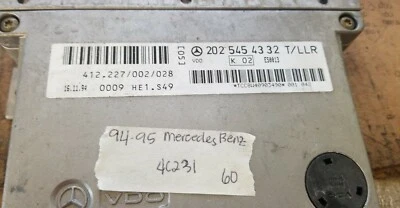 202 545 43 32 T/LLR
VDO K 02
412.227/002/028
0009 HE1.S49
94-95 Mercedes Benz
4C231
60
VDO